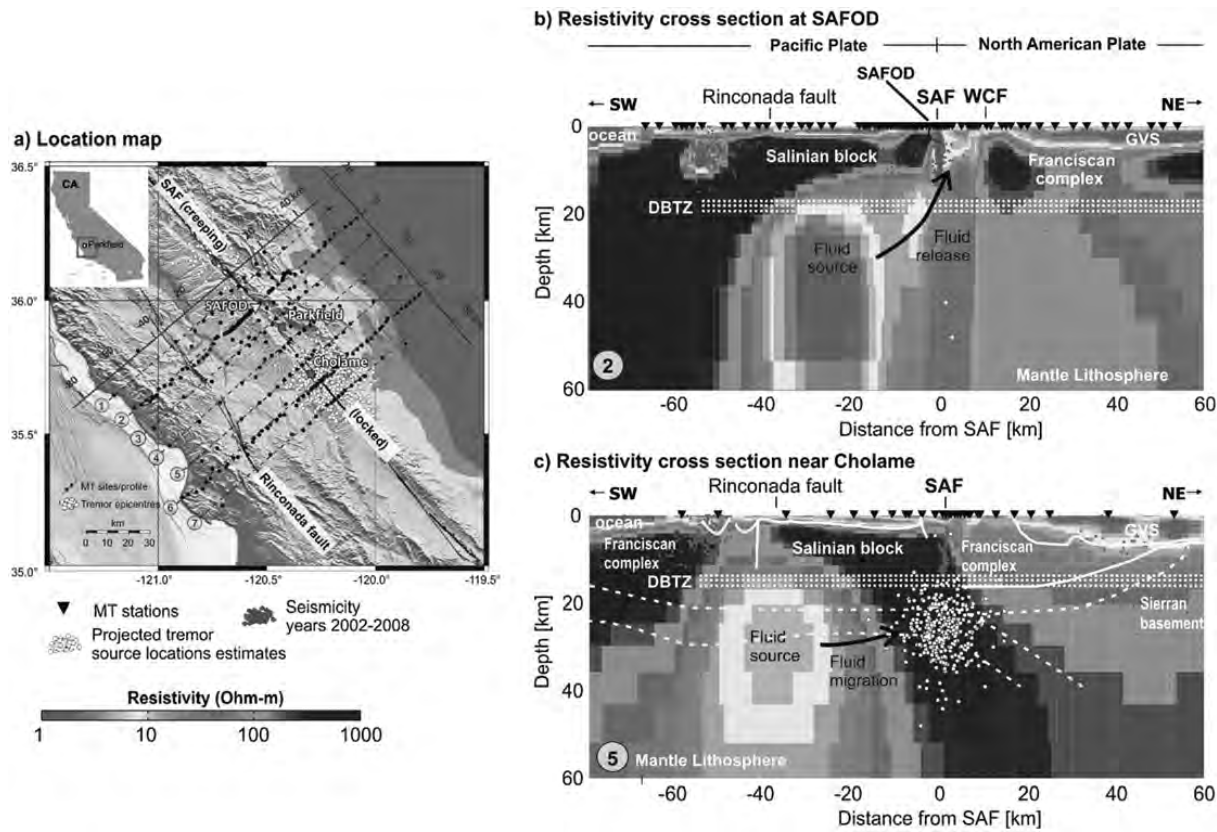 a) Location map
36.5°
36.0°
35.5°
35.0°
-121.0°
-120.5°
-120.0°
-119.5°
CA
Parkfield
SAF (creeping)
40 km
SAFOD
Parkfield
Cholame
(locked)
Rinconada fault
-40
1
2
3
4
5
6
7
MT sites/profile
Tremor epicentres
km
0 10 20 30
MT stations
Seismicity
years 2002-2008
Projected tremor
source locations estimates
Resistivity (Ohm-m)
1 10 100 1000
b) Resistivity cross section at SAFOD
Pacific Plate
North American Plate
SAFOD
← SW
Rinconada fault
SAF
WCF
NE →
ocean
Salinian block
GVS
Franciscan
complex
DBTZ
Fluid
source
Fluid
release
2
Mantle Lithosphere
Depth [km]
0
20
40
60
-60 -40 -20 0 20 40 60
Distance from SAF [km]
c) Resistivity cross section near Cholame
← SW
Rinconada fault
SAF
NE →
ocean
GVS
Franciscan
complex
Salinian block
Franciscan
complex
DBTZ
Sierran
basement
Fluid
source
Fluid
migration
5
Mantle Lithosphere
Depth [km]
0
20
40
60
-60 -40 -20 0 20 40 60
Distance from SAF [km]